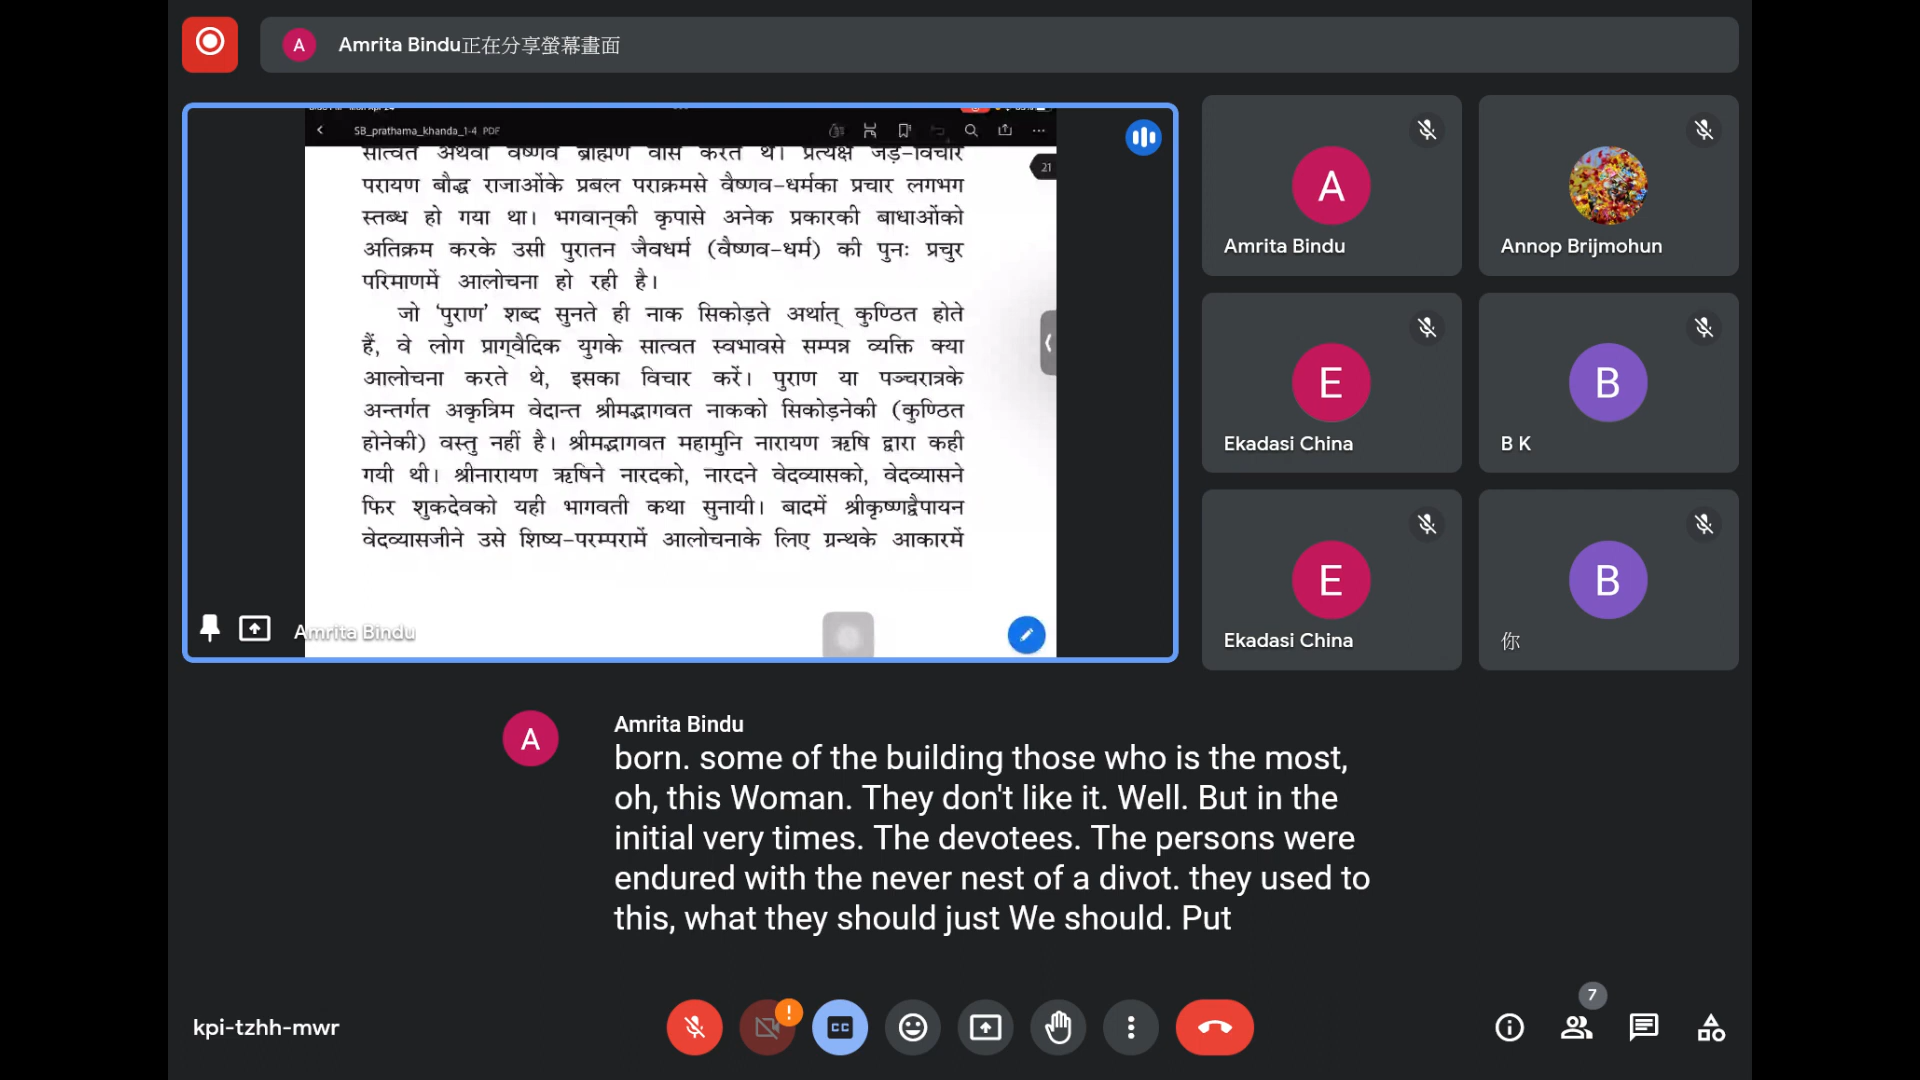 A Amrita Bindu正在分享螢幕畫面
SB_prathama_khanda_1-4 PDF
सात्वत अथवा वैष्णव ब्राह्मण वास करते थे। प्रत्यक्ष जड़-विचार
21
परायण बौद्ध राजाओंके प्रबल पराक्रमसे वैष्णव-धर्मका प्रचार लगभग
स्तब्ध हो गया था। भगवान्‌की कृपासे अनेक प्रकारकी बाधाओंको
अतिक्रम करके उसी पुरातन जैवधर्म (वैष्णव-धर्म) की पुनः प्रचुर
परिमाणमें आलोचना हो रही है।
जो ‘पुराण’ शब्द सुनते ही नाक सिकोड़ते अर्थात् कुण्ठित होते
हैं, वे लोग प्राग्‌वैदिक युगके सात्वत स्वभावसे सम्पन्न व्यक्ति क्या
आलोचना करते थे, इसका विचार करें। पुराण या पञ्चरात्रके
अन्तर्गत अकृत्रिम वेदान्त श्रीमद्भागवत नाकको सिकोड़नेकी (कुण्ठित
होनेकी) वस्तु नहीं है। श्रीमद्भागवत महामुनि नारायण ऋषि द्वारा कही
गयी थी। श्रीनारायण ऋषिने नारदको, नारदने वेदव्यासको, वेदव्यासने
फिर शुकदेवको यही भागवती कथा सुनायी। बादमें श्रीकृष्णद्वैपायन
वेदव्यासजीने उसे शिष्य-परम्परामें आलोचनाके लिए ग्रन्थके आकारमें
Amrita Bindu
A
Amrita Bindu
Annop Brijmohun
E
Ekadasi China
B
B K
E
Ekadasi China
B
你
A
Amrita Bindu
born. some of the building those who is the most,
oh, this Woman. They don't like it. Well. But in the
initial very times. The devotees. The persons were
endured with the never nest of a divot. they used to
this, what they should just We should. Put
kpi-tzhh-mwr
!
CC
7